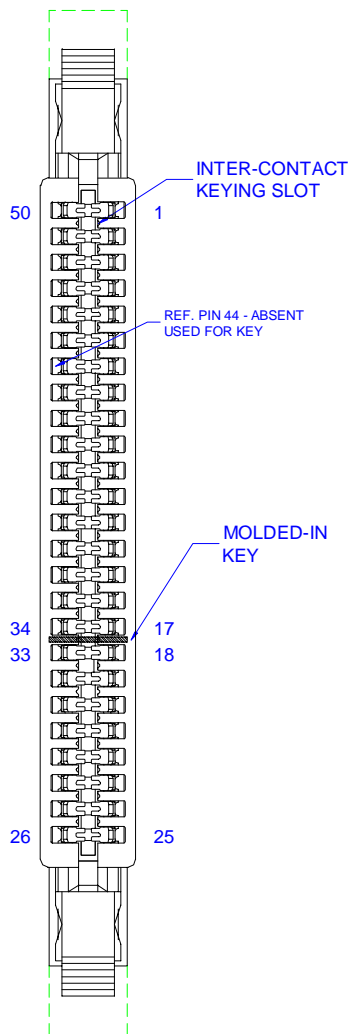 INTER-CONTACT
KEYING SLOT
50 1
REF. PIN 44 - ABSENT
USED FOR KEY
MOLDED-IN
KEY
34 17
33 18
26 25